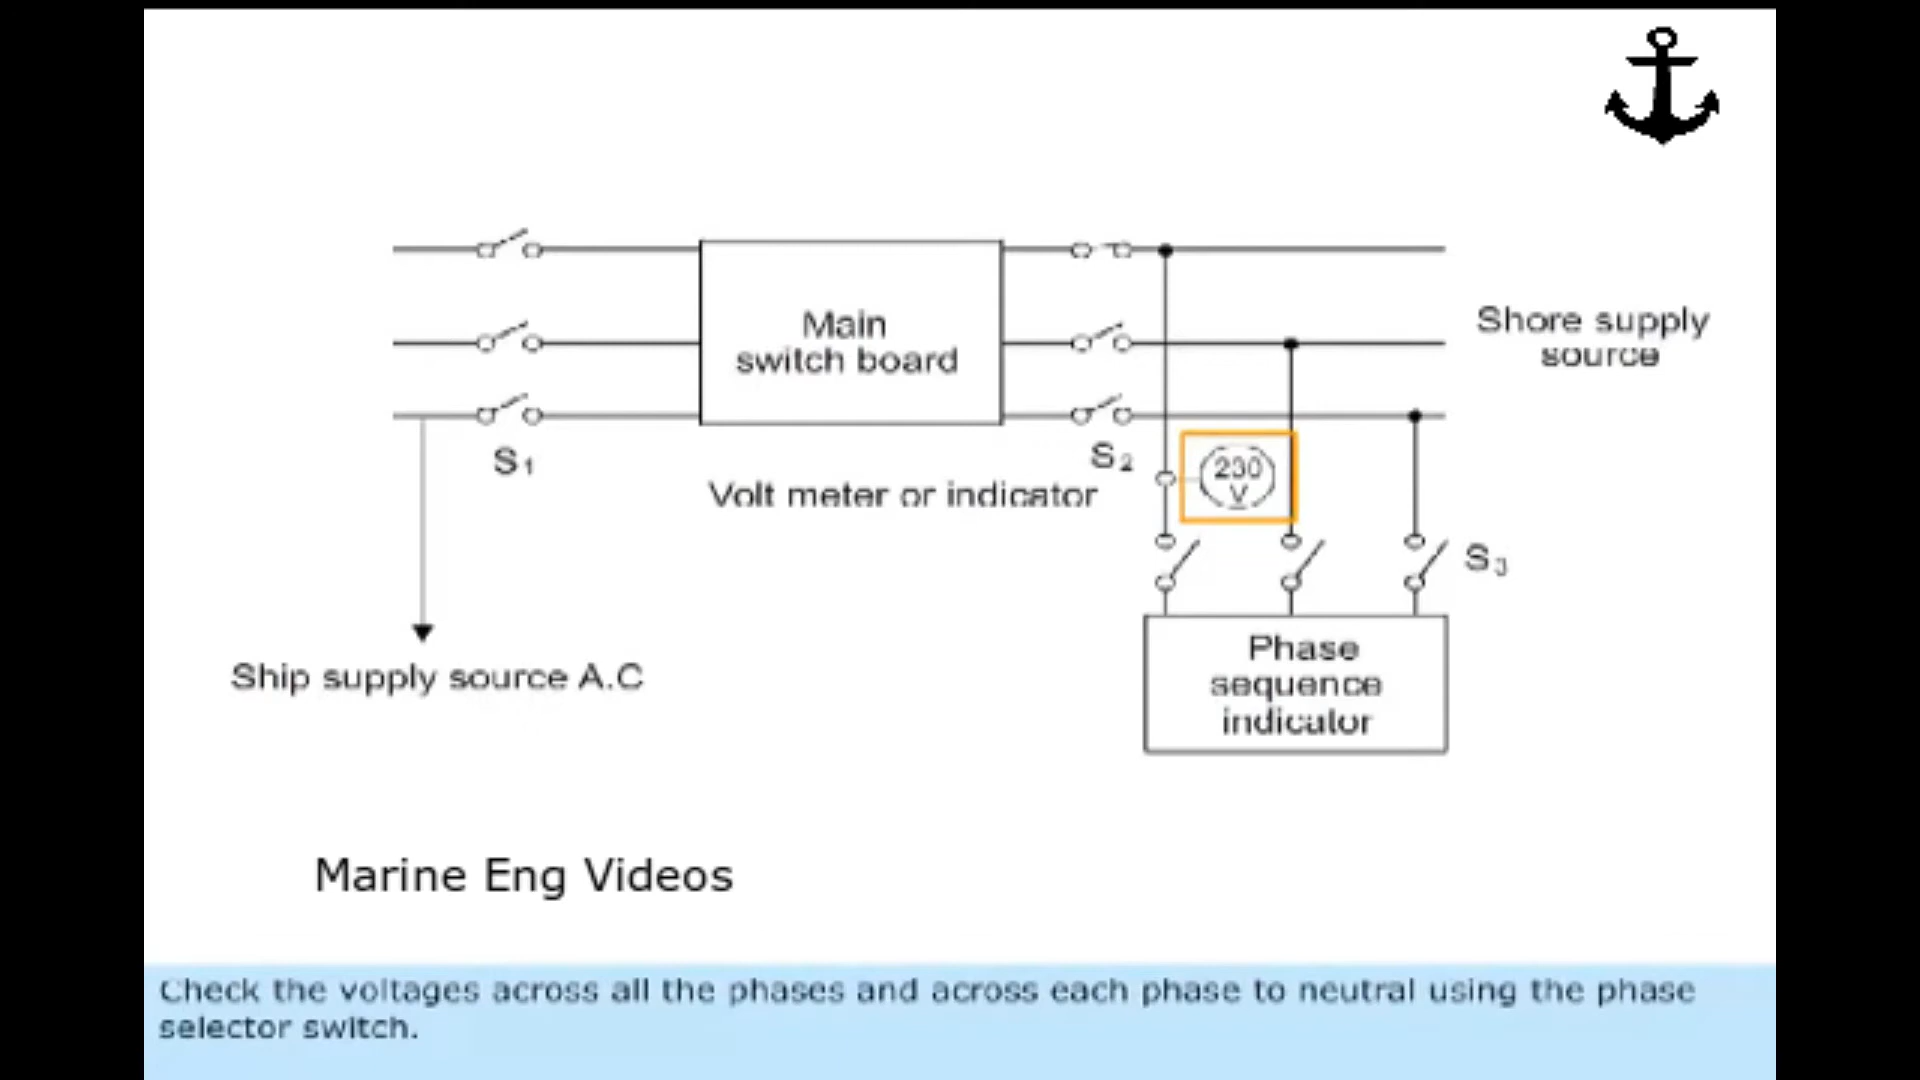 Main
switch board
Shore supply
source
S1
S2
230
V
Volt meter or indicator
S3
Phase
sequence
indicator
Ship supply source A.C
Marine Eng Videos
Check the voltages across all the phases and across each phase to neutral using the phase
selector switch.